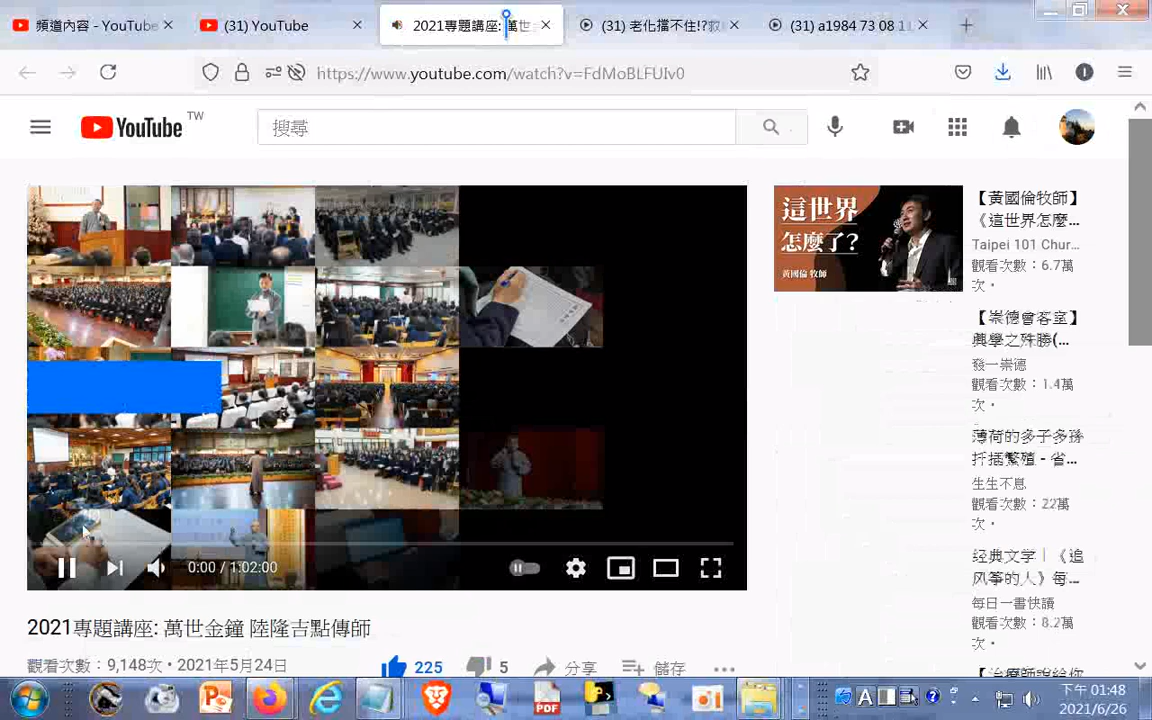 頻道內容 - YouTube
(31) YouTube
2021專題講座: 萬世
(31) 老化擋不住!?
(31) a1984 73 08 1
https://www.youtube.com/watch?v=FdMoBLFUIv0
YouTube TW
搜尋
這世界
怎麼了?
黃國倫 牧師
【黃國倫牧師】
《這世界怎麼...
Taipei 101 Chur...
觀看次數：6.7萬
次・
【崇德會客室】
興學之殊勝(...
發一崇德
觀看次數：1.4萬
次・
薄荷的多子多孫
扦插繁殖 - 省...
生生不息
觀看次數：22萬
次・
经典文学｜《追
风筝的人》每...
每日一書快讀
觀看次數：8.2萬
次・
0:00 / 1:02:00
2021專題講座: 萬世金鐘 陸隆吉點傳師
觀看次數：9,148次・2021年5月24日
225
5
分享
儲存
PDF
下午 01:48
2021/6/26